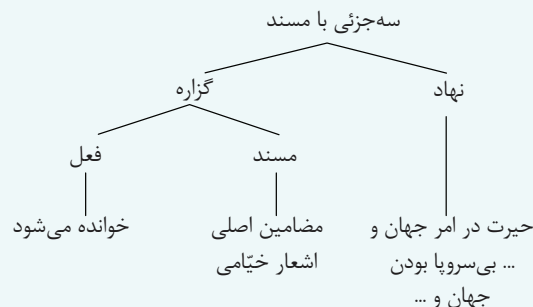 سه‌جزئی با مسند
نهاد
گزاره
مسند
فعل
حیرت در امر جهان و
... بی‌سروپا بودن
جهان و ...
مضامین اصلی
اشعار خیّامی
خوانده می‌شود